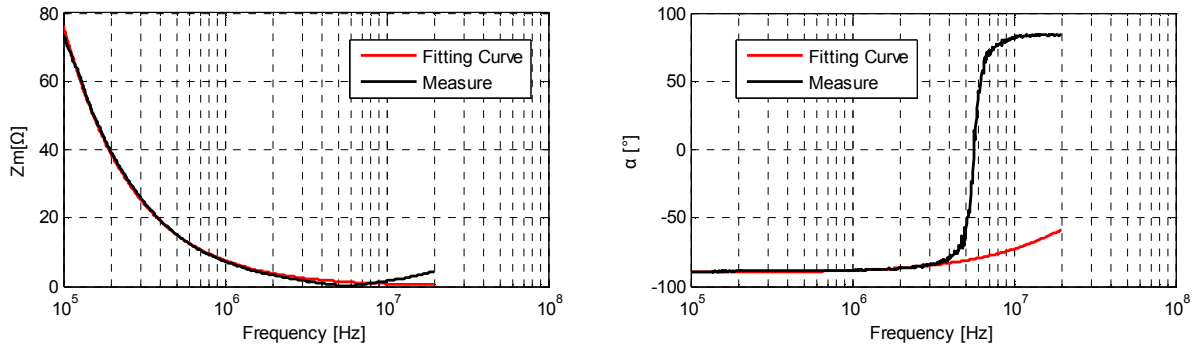 80
60
40
20
0
Zm[Ω]
Fitting Curve
Measure
10^5
10^6
10^7
10^8
Frequency [Hz]
100
50
0
-50
-100
α [°]
Fitting Curve
Measure
10^5
10^6
10^7
10^8
Frequency [Hz]